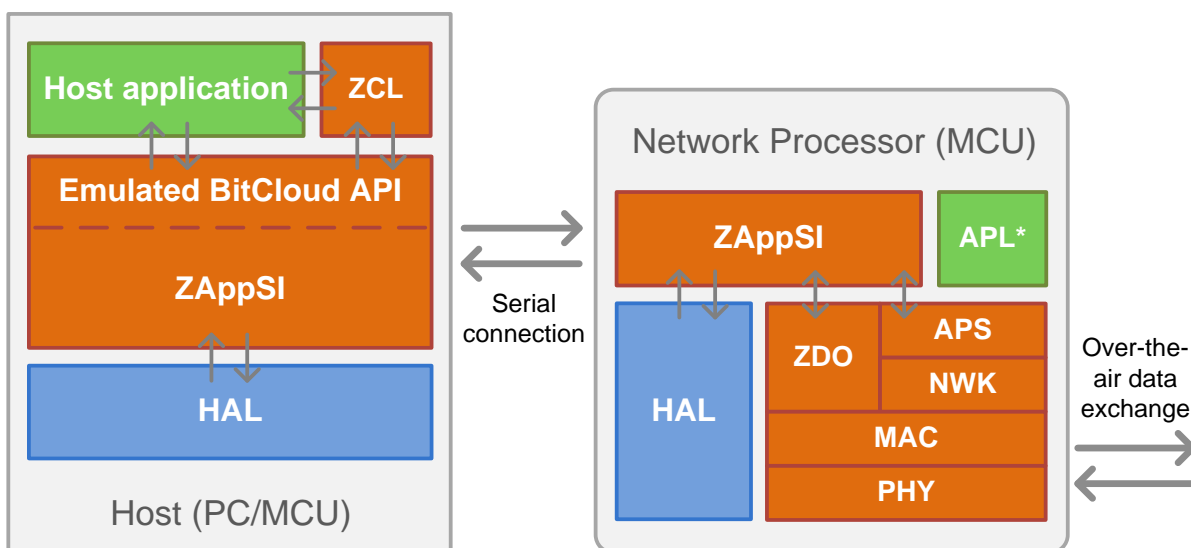 Host application
ZCL
Emulated BitCloud API
ZAppSI
HAL
Host (PC/MCU)
Serial
connection
Network Processor (MCU)
ZAppSI
APL*
HAL
ZDO
APS
NWK
MAC
PHY
Over-the-
air data
exchange